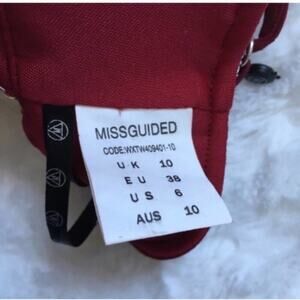 MISSGUIDED
CODE:WXTW409401-10
UK 10
EU 38
US 6
AUS 10